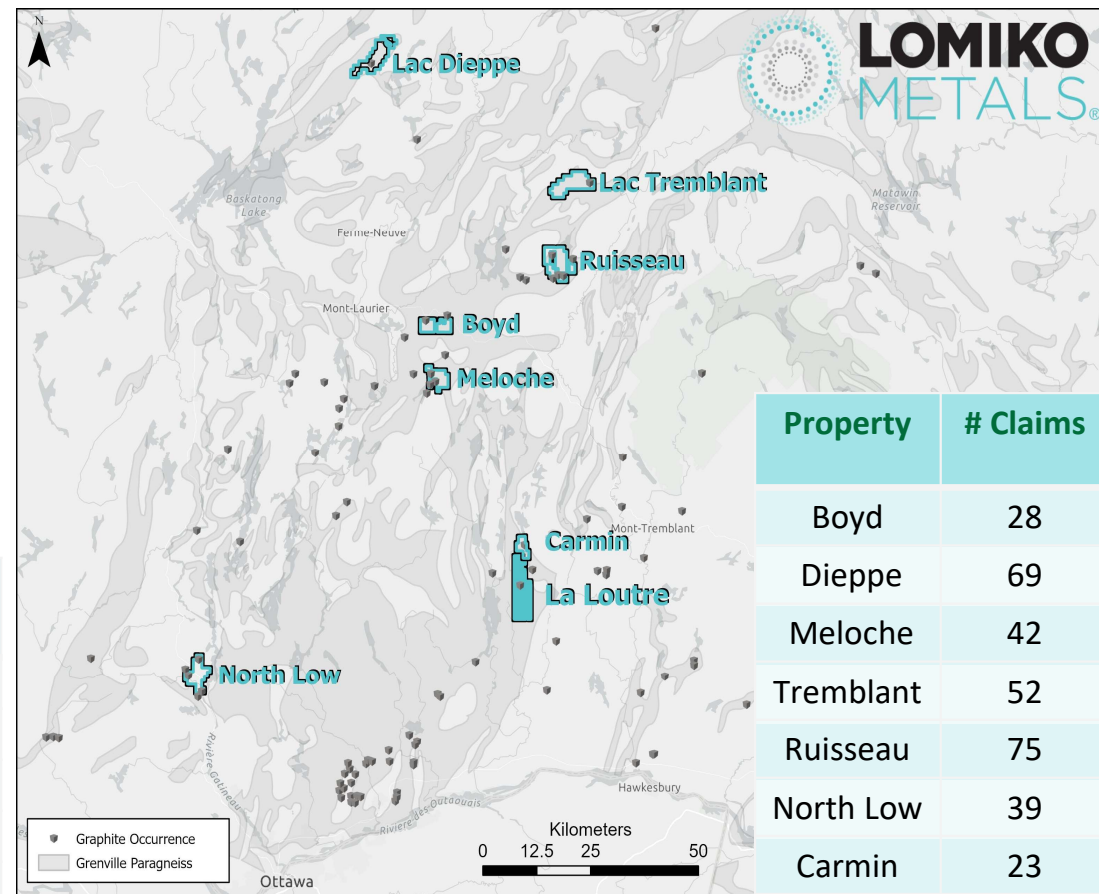 N
Lac Dieppe
LOMIKO
METALS®
Lac Tremblant
Baskatong
Lake
Matawin
Reservoir
Ferme-Neuve
Ruisseau
Mont-Laurier
Boyd
Meloche
Property # Claims
Boyd 28
Dieppe 69
Meloche 42
Tremblant 52
Ruisseau 75
North Low 39
Carmin 23
Mont-Tremblant
Carmin
La Loutre
North Low
Rivière Gatineau
Rivière des Outaouais
Hawkesbury
Graphite Occurrence
Grenville Paragneiss
Kilometers
0 12.5 25 50
Ottawa